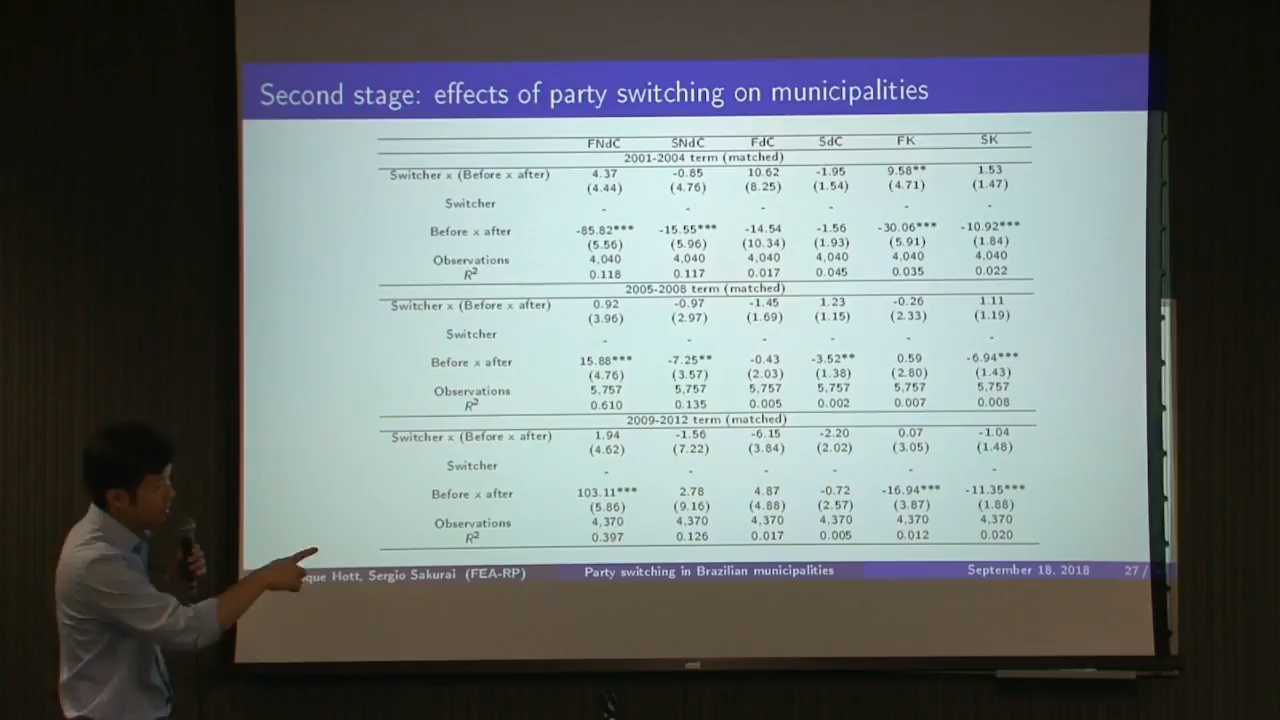 Second stage: effects of party switching on municipalities
FNdC SNdC FdC SdC FK SK
2001-2004 term (matched)
Switcher x (Before x after) 4.37 -0.85 10.62 -1.95 9.58** 1.53
(4.44) (4.76) (8.25) (1.54) (4.71) (1.47)
Switcher - - - - - -
Before x after -85.82*** -15.55*** -14.54 -1.56 -30.06*** -10.92***
(5.56) (5.96) (10.34) (1.93) (5.91) (1.84)
Observations 4,040 4,040 4,040 4,040 4,040 4,040
R² 0.118 0.117 0.017 0.045 0.035 0.022
2005-2008 term (matched)
Switcher x (Before x after) 0.92 -0.97 -1.45 1.23 -0.26 1.11
(3.96) (2.97) (1.69) (1.15) (2.33) (1.19)
Switcher - - - - - -
Before x after 15.88*** -7.25** -0.43 -3.52** 0.59 -6.94***
(4.76) (3.57) (2.03) (1.38) (2.80) (1.43)
Observations 5,757 5,757 5,757 5,757 5,757 5,757
R² 0.610 0.135 0.005 0.002 0.007 0.008
2009-2012 term (matched)
Switcher x (Before x after) 1.94 -1.56 -6.15 -2.20 0.07 -1.04
(4.62) (7.22) (3.84) (2.02) (3.05) (1.48)
Switcher - - - - - -
Before x after 103.11*** 2.78 4.87 -0.72 -16.94*** -11.35***
(5.86) (9.16) (4.88) (2.57) (3.87) (1.88)
Observations 4,370 4,370 4,370 4,370 4,370 4,370
R² 0.397 0.126 0.017 0.005 0.012 0.020
que Hott, Sergio Sakurai (FEA-RP) Party switching in Brazilian municipalities September 18, 2018 27 /